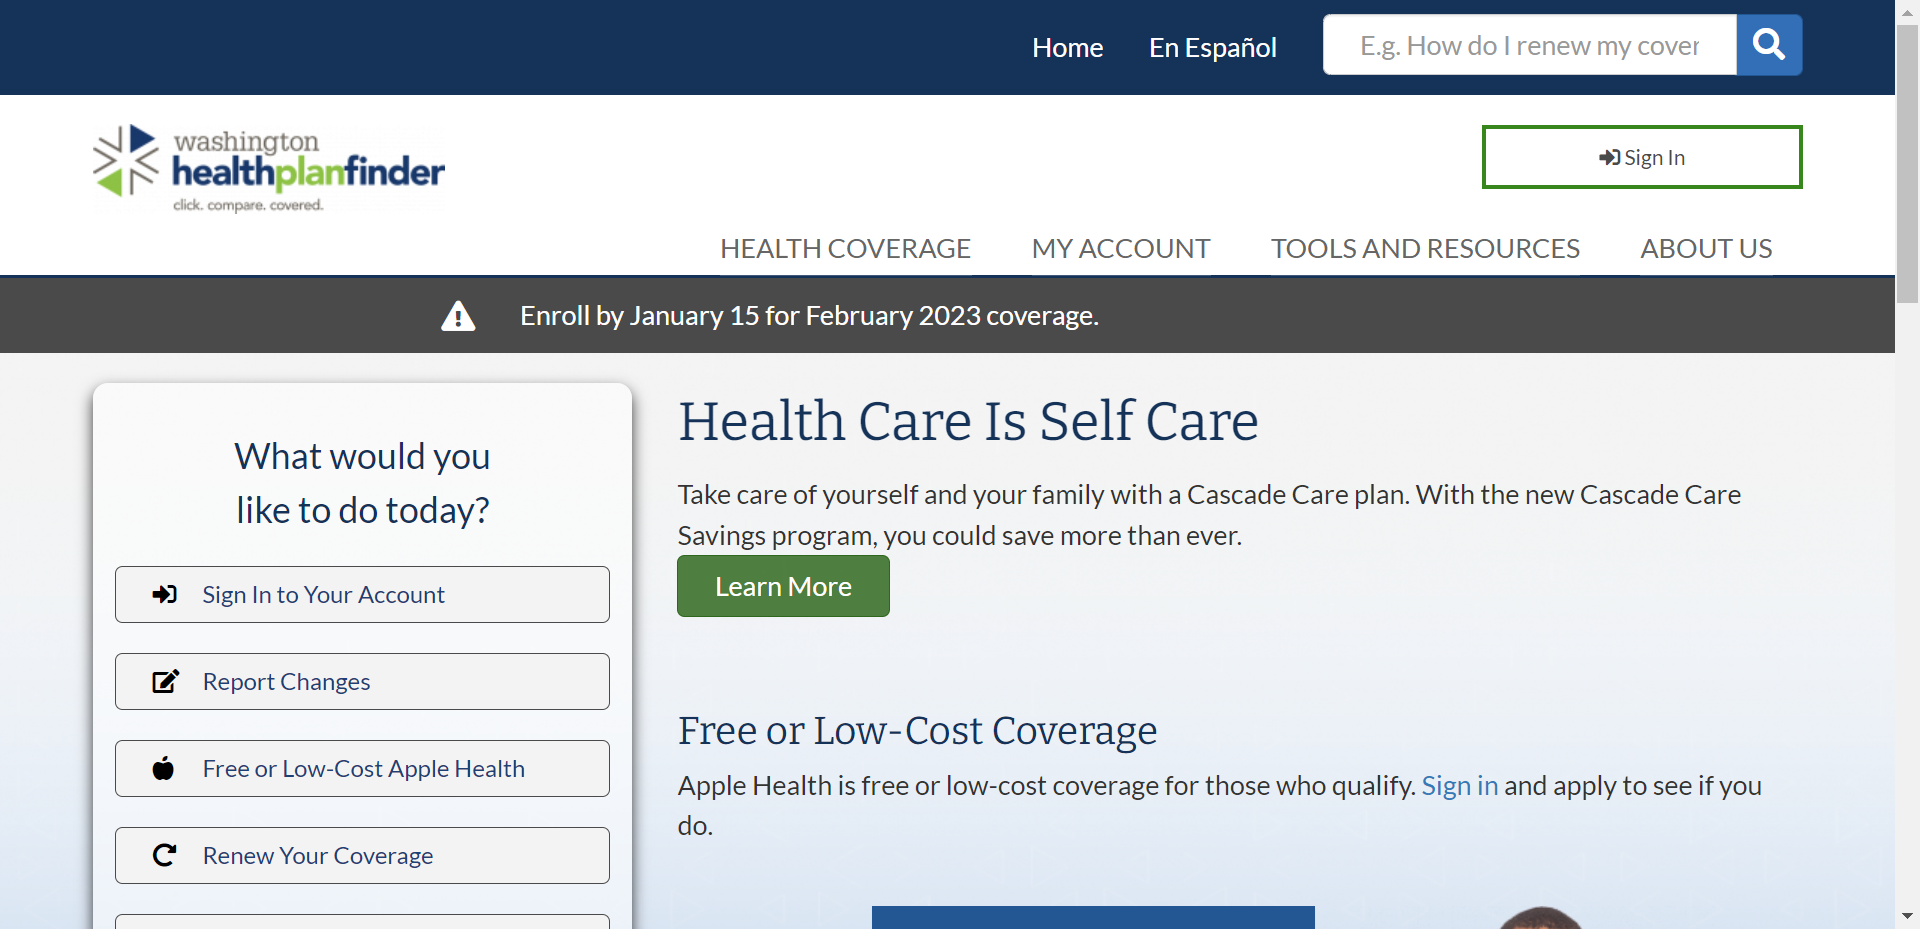 Home
En Español
E.g. How do I renew my cover
washington
healthplanfinder
click. compare. covered.
Sign In
HEALTH COVERAGE
MY ACCOUNT
TOOLS AND RESOURCES
ABOUT US
Enroll by January 15 for February 2023 coverage.
What would you
like to do today?
Sign In to Your Account
Report Changes
Free or Low-Cost Apple Health
Renew Your Coverage
Health Care Is Self Care
Take care of yourself and your family with a Cascade Care plan. With the new Cascade Care
Savings program, you could save more than ever.
Learn More
Free or Low-Cost Coverage
Apple Health is free or low-cost coverage for those who qualify. Sign in and apply to see if you
do.